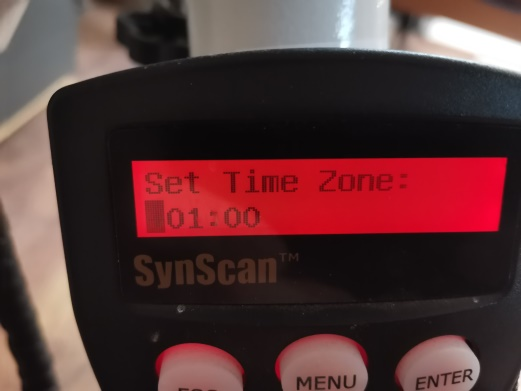 Set Time Zone:
01:00
SynScan™
MENU
ENTER